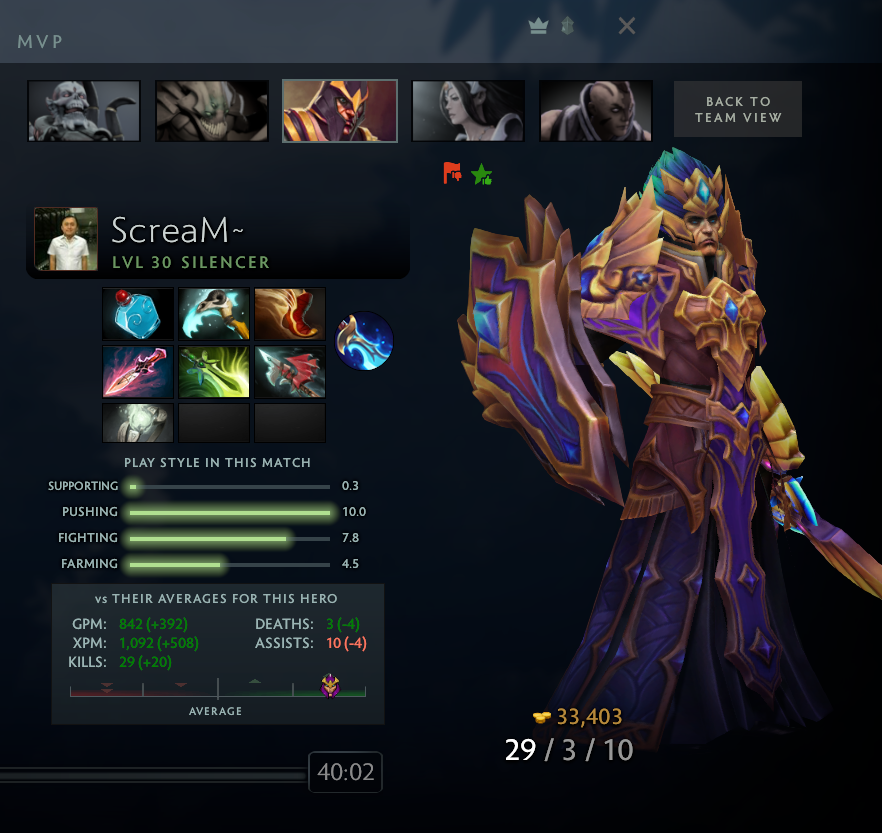 MVP
BACK TO
TEAM VIEW
ScreaM~
LVL 30 SILENCER
PLAY STYLE IN THIS MATCH
SUPPORTING 0.3
PUSHING 10.0
FIGHTING 7.8
FARMING 4.5
vs THEIR AVERAGES FOR THIS HERO
GPM: 842 (+392) DEATHS: 3 (-4)
XPM: 1,092 (+508) ASSISTS: 10 (-4)
KILLS: 29 (+20)
AVERAGE
33,403
29 / 3 / 10
40:02